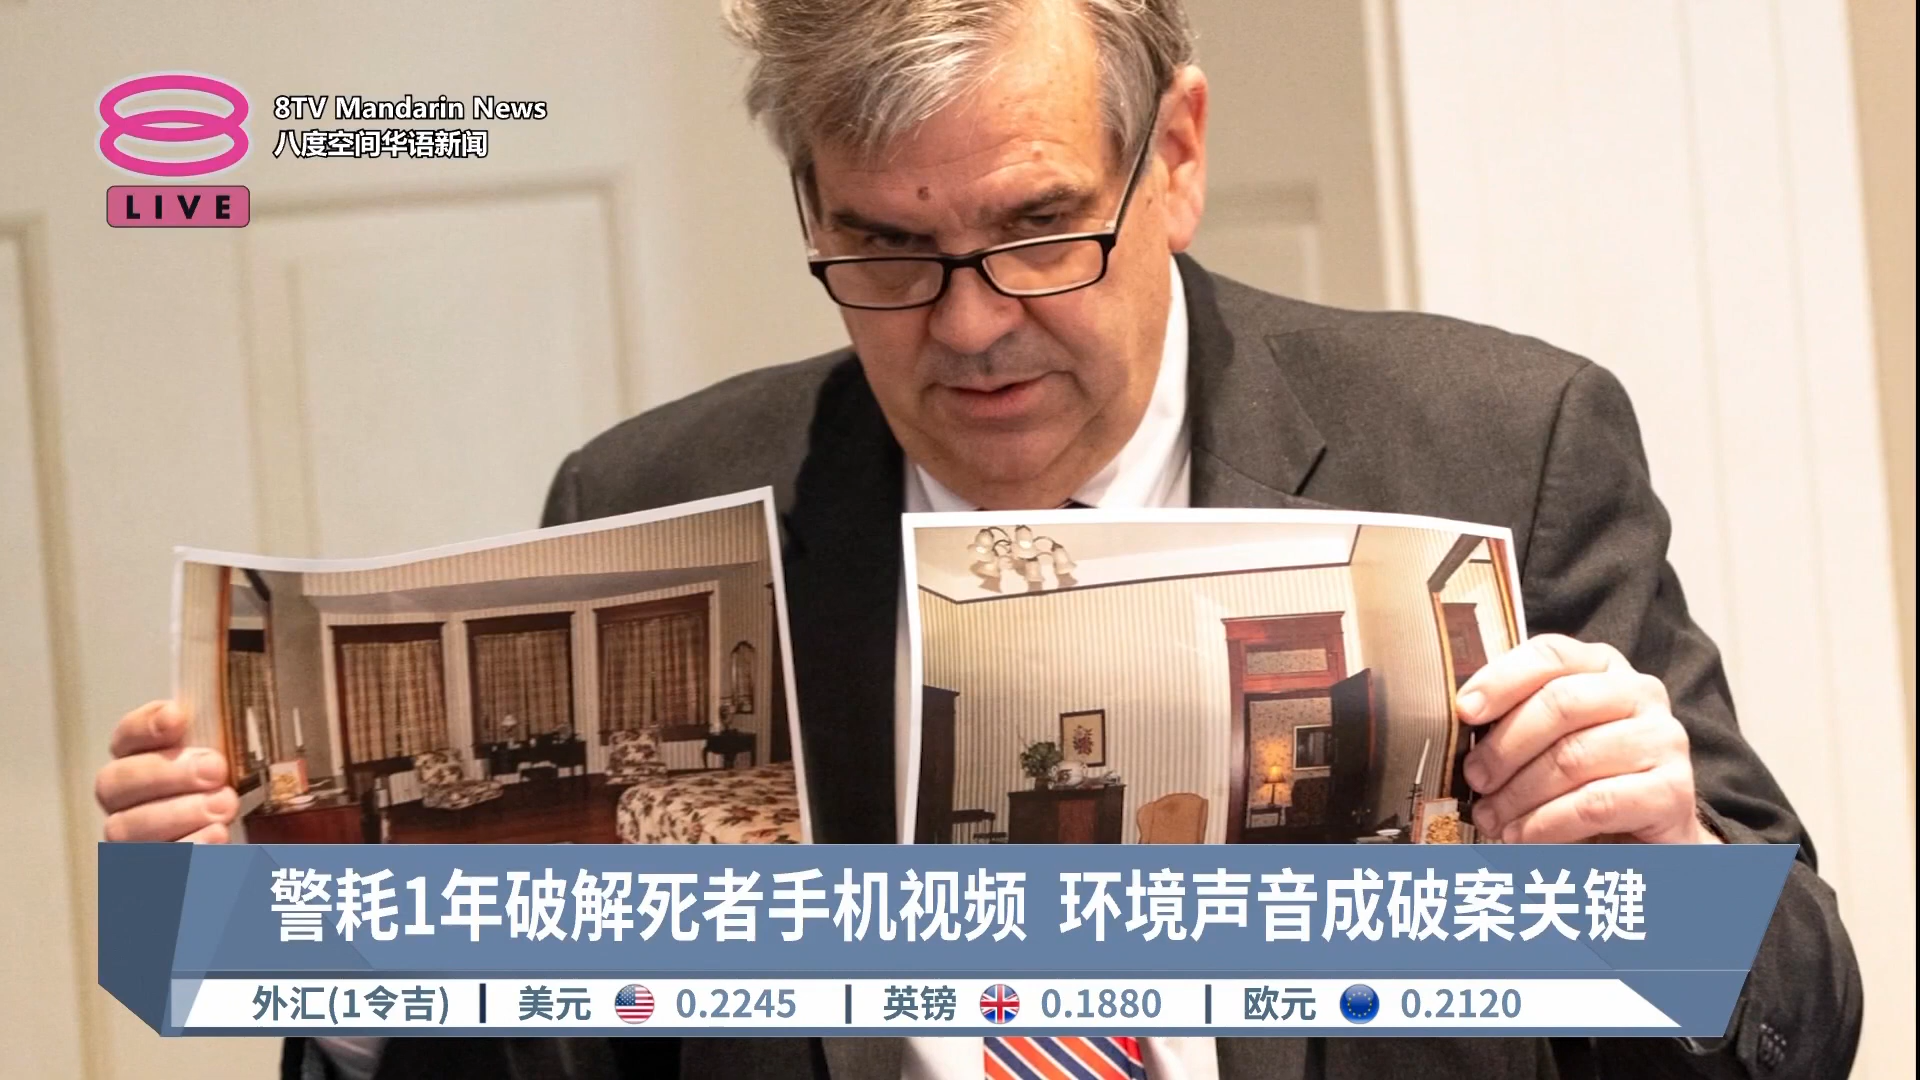 8TV Mandarin News
八度空间华语新闻
LIVE
警耗1年破解死者手机视频 环境声音成破案关键
外汇(1令吉) | 美元 0.2245 | 英镑 0.1880 | 欧元 0.2120